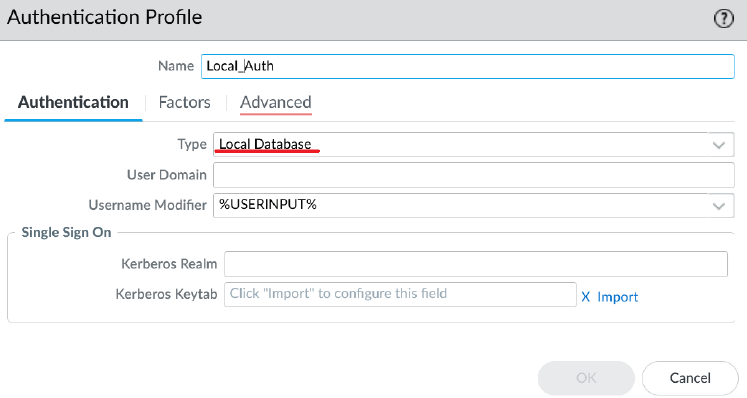 Authentication Profile ?
Name Local_Auth
Authentication Factors Advanced
Type Local Database
User Domain
Username Modifier %USERINPUT%
Single Sign On
Kerberos Realm
Kerberos Keytab Click "Import" to configure this field X Import
OK Cancel